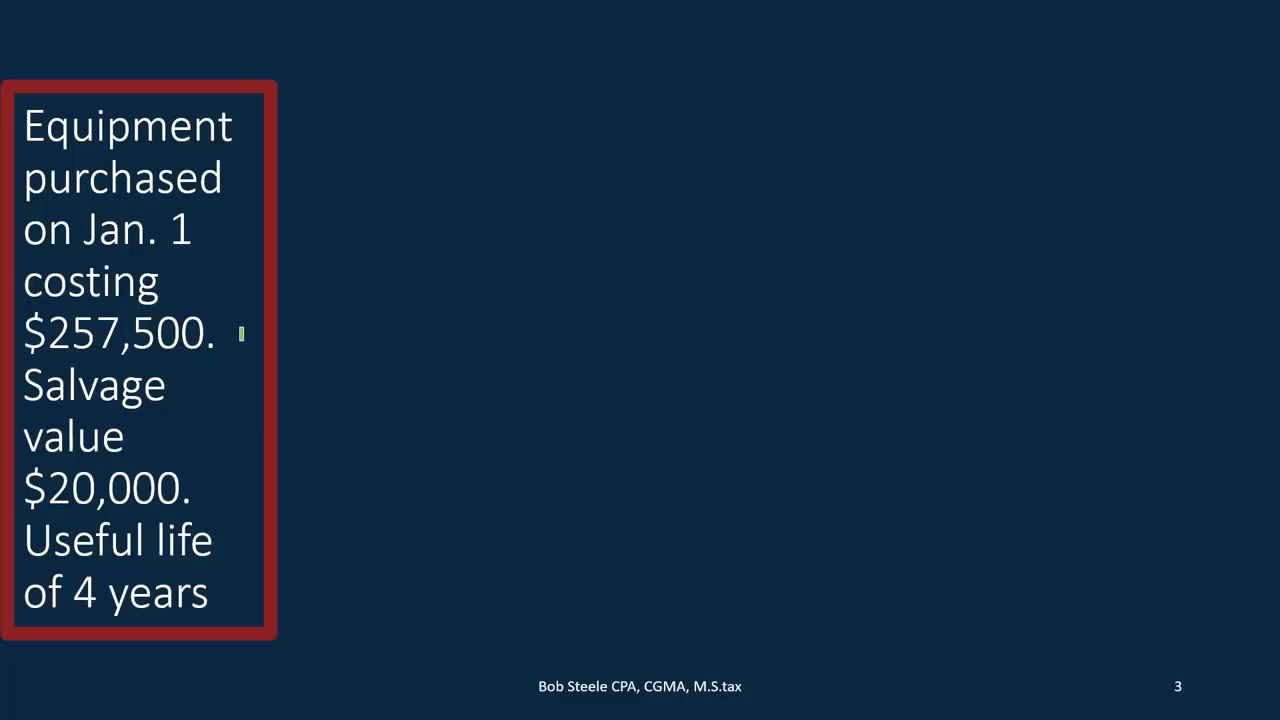 Equipment
purchased
on Jan. 1
costing
$257,500.
Salvage
value
$20,000.
Useful life
of 4 years
Bob Steele CPA, CGMA, M.S.tax
3